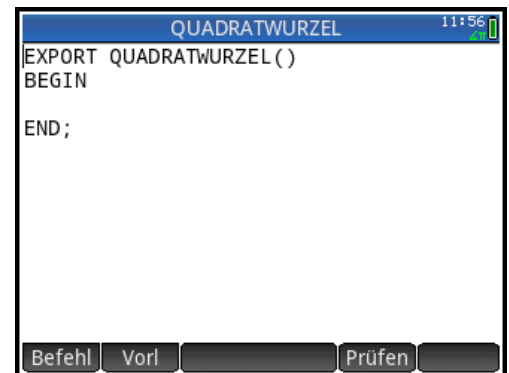 QUADRATWURZEL 11:56
∡π
EXPORT QUADRATWURZEL()
BEGIN
END;
Befehl Vorl Prüfen